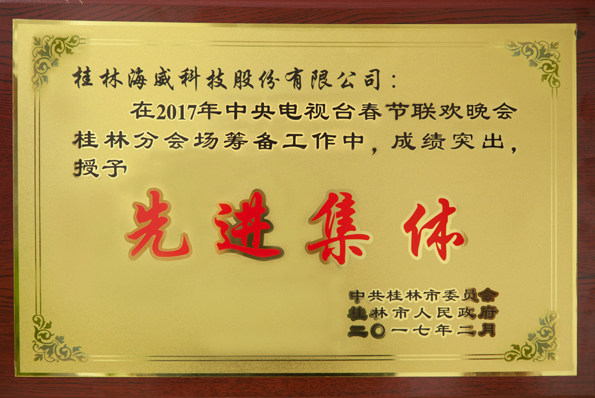 桂林海威科技股份有限公司：
在2017年中央电视台春节联欢晚会
桂林分会场筹备工作中，成绩突出，
授予
先进集体
中共桂林市委员会
桂林市人民政府
二〇一七年二月